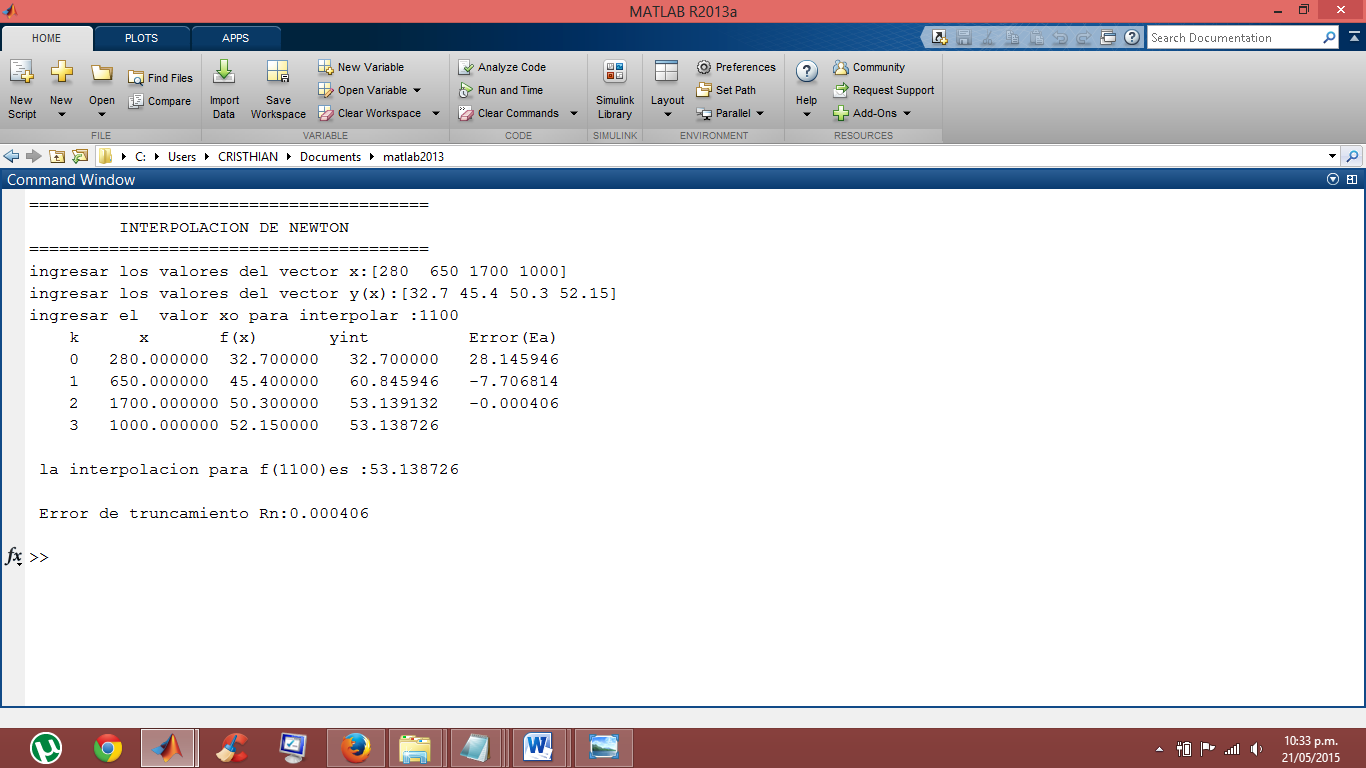 MATLAB R2013a
HOME PLOTS APPS
Search Documentation
New Script
New
Open
Find Files
Compare
FILE
Import Data
Save Workspace
New Variable
Open Variable
Clear Workspace
VARIABLE
Analyze Code
Run and Time
Clear Commands
CODE
Simulink Library
SIMULINK
Layout
Preferences
Set Path
Parallel
ENVIRONMENT
Help
Community
Request Support
Add-Ons
RESOURCES
C: Users CRISTHIAN Documents matlab2013
Command Window
========================================
INTERPOLACION DE NEWTON
========================================
ingresar los valores del vector x:[280  650 1700 1000]
ingresar los valores del vector y(x):[32.7 45.4 50.3 52.15]
ingresar el  valor xo para interpolar :1100
k x f(x) yint Error(Ea)
0 280.000000 32.700000 32.700000 28.145946
1 650.000000 45.400000 60.845946 -7.706814
2 1700.000000 50.300000 53.139132 -0.000406
3 1000.000000 52.150000 53.138726
la interpolacion para f(1100)es :53.138726
Error de truncamiento Rn:0.000406
fx >>
10:33 p.m.
21/05/2015